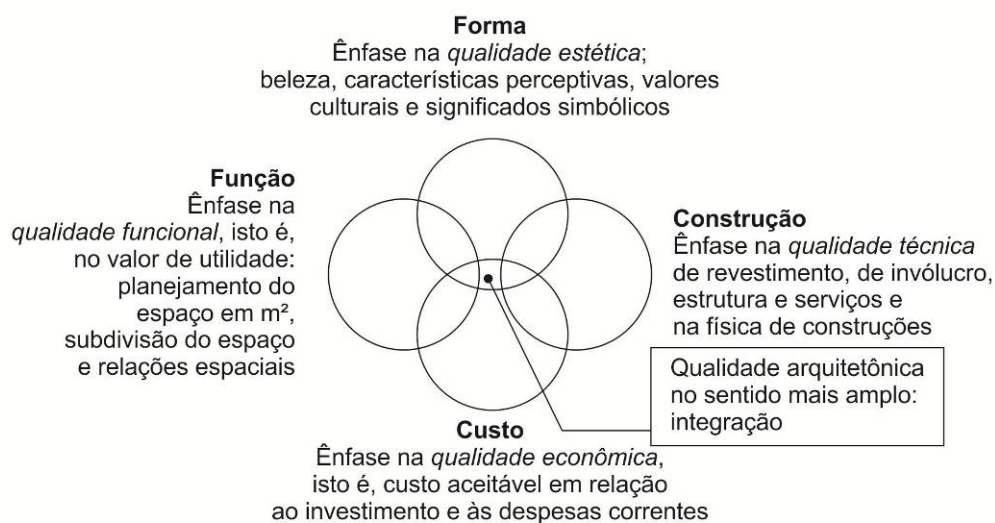 Forma
Ênfase na qualidade estética;
beleza, características perceptivas, valores
culturais e significados simbólicos
Função
Ênfase na
qualidade funcional, isto é,
no valor de utilidade:
planejamento do
espaço em m²,
subdivisão do espaço
e relações espaciais
Construção
Ênfase na qualidade técnica
de revestimento, de invólucro,
estrutura e serviços e
na física de construções
Qualidade arquitetônica
no sentido mais amplo:
integração
Custo
Ênfase na qualidade econômica,
isto é, custo aceitável em relação
ao investimento e às despesas correntes